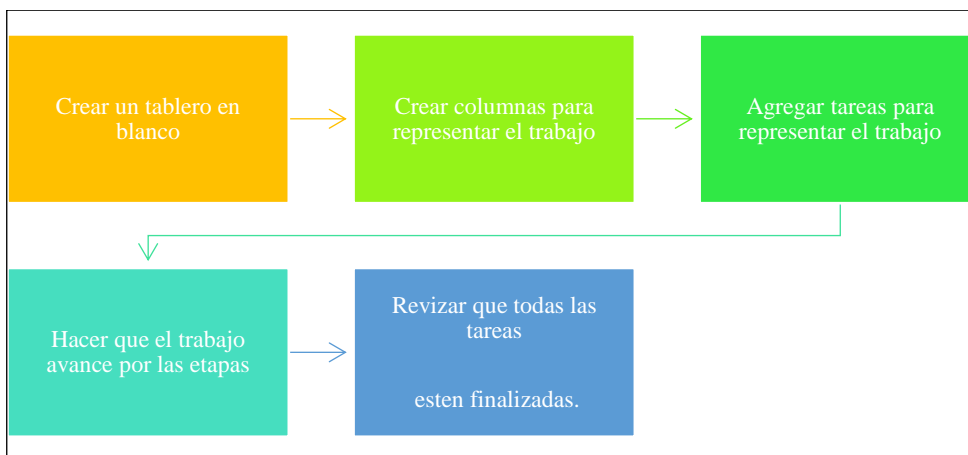 Crear un tablero en
blanco
Crear columnas para
representar el trabajo
Agregar tareas para
representar el trabajo
Hacer que el trabajo
avance por las etapas
Revizar que todas las
tareas
esten finalizadas.